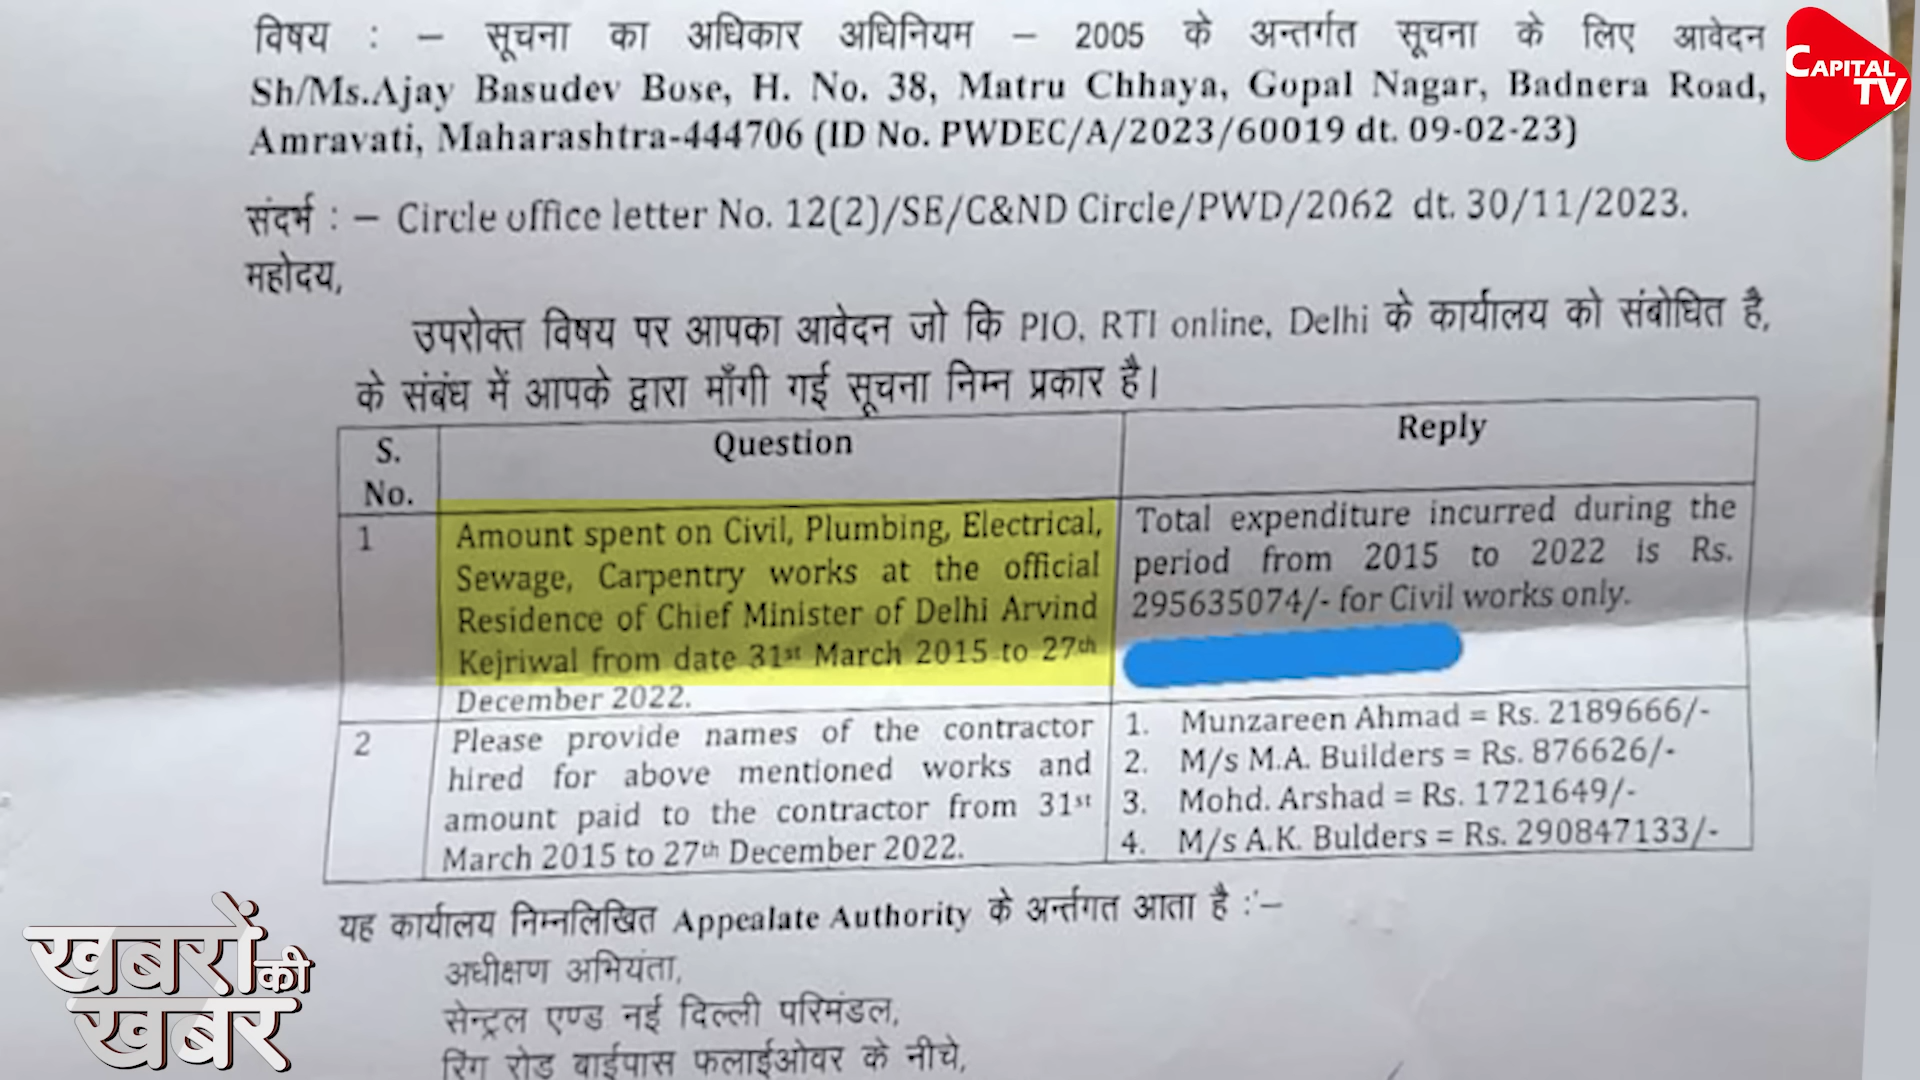 विषय : – सूचना का अधिकार अधिनियम – 2005 के अन्तर्गत सूचना के लिए आवेदन
Sh/Ms.Ajay Basudev Bose, H. No. 38, Matru Chhaya, Gopal Nagar, Badnera Road,
Amravati, Maharashtra-444706 (ID No. PWDEC/A/2023/60019 dt. 09-02-23)
संदर्भ : – Circle office letter No. 12(2)/SE/C&ND Circle/PWD/2062 dt. 30/11/2023.
महोदय,
उपरोक्त विषय पर आपका आवेदन जो कि PIO, RTI online, Delhi के कार्यालय को संबोधित है,
के संबंध में आपके द्वारा माँगी गई सूचना निम्न प्रकार है।
S. No.
Question
Reply
1
Amount spent on Civil, Plumbing, Electrical,
Sewage, Carpentry works at the official
Residence of Chief Minister of Delhi Arvind
Kejriwal from date 31st March 2015 to 27th
December 2022.
Total expenditure incurred during the
period from 2015 to 2022 is Rs.
295635074/- for Civil works only.
2
Please provide names of the contractor
hired for above mentioned works and
amount paid to the contractor from 31st
March 2015 to 27th December 2022.
1. Munzareen Ahmad = Rs. 2189666/-
2. M/s M.A. Builders = Rs. 876626/-
3. Mohd. Arshad = Rs. 1721649/-
4. M/s A.K. Bulders = Rs. 290847133/-
यह कार्यालय निम्नलिखित Appealate Authority के अर्न्तगत आता है :–
अधीक्षण अभियंता,
सेन्ट्रल एण्ड नई दिल्ली परिमंडल,
रिंग रोड बाईपास फलाईओवर के नीचे,
CAPITAL TV
खबरों की खबर